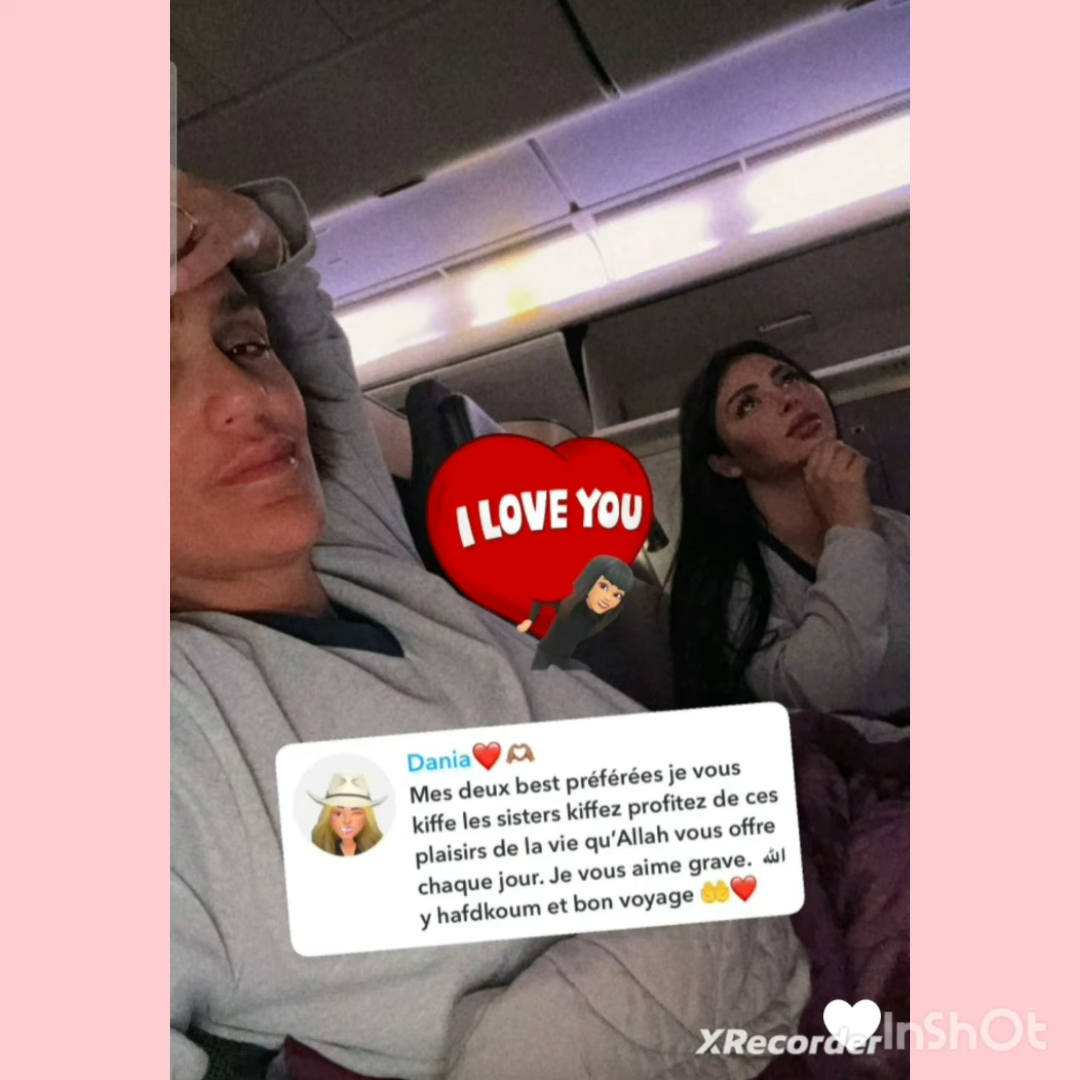 I LOVE YOU
Dania❤️🫶🏽
Mes deux best préférées je vous
kiffe les sisters kiffez profitez de ces
plaisirs de la vie qu'Allah vous offre
chaque jour. Je vous aime grave. الله
y hafdkoum et bon voyage 🤲❤️
XRecorder
InShOt